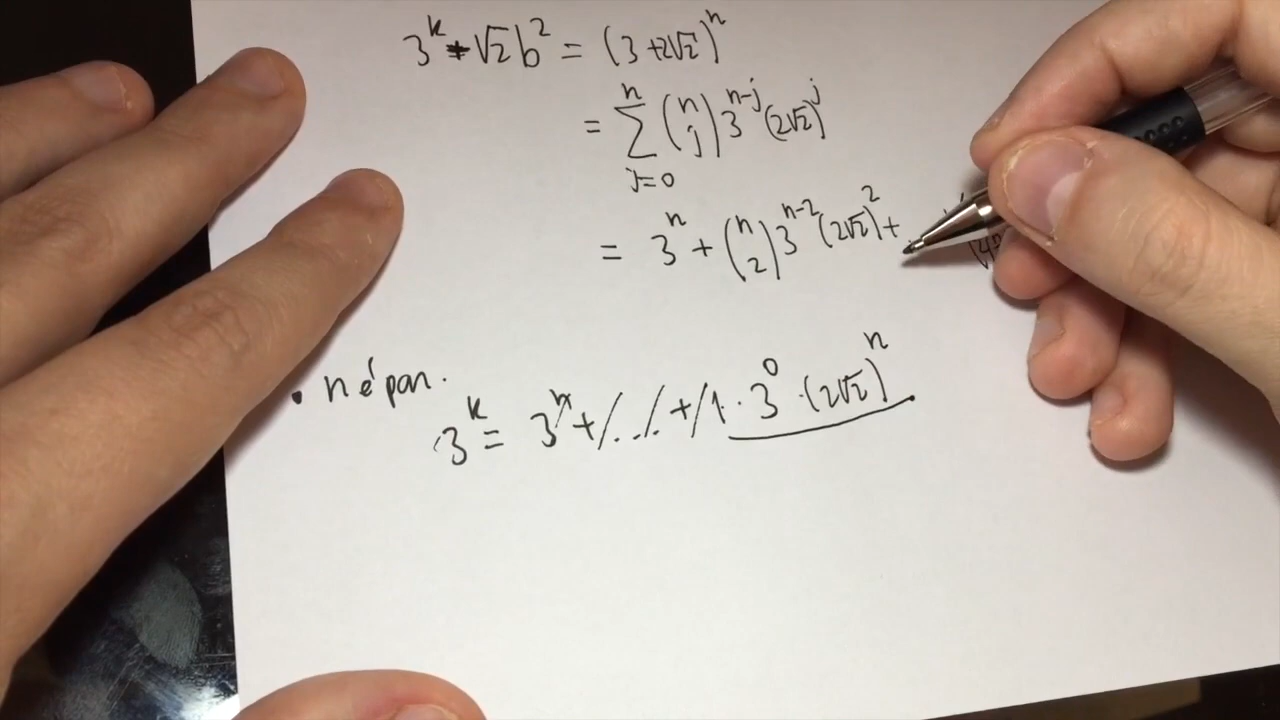 3^k + √2 b^2 = (3 + 2√2)^n
= ∑_{j=0}^{n} (n j) 3^{n-j} (2√2)^j
= 3^n + (n 2) 3^{n-2} (2√2)^2 +
• n é par.
3^k = 3^n + /../. + /1 · 3^0 · (2√2)^n